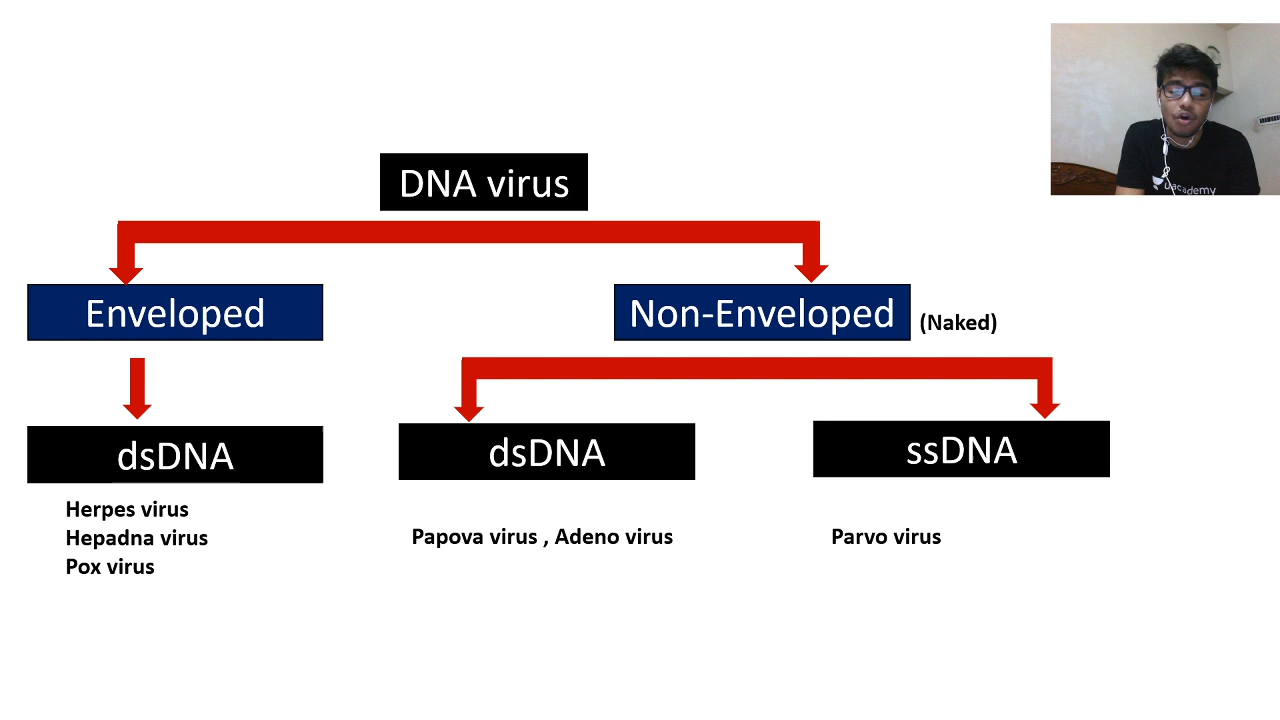 DNA virus
Enveloped
Non-Enveloped
(Naked)
dsDNA
dsDNA
ssDNA
Herpes virus
Hepadna virus
Pox virus
Papova virus , Adeno virus
Parvo virus